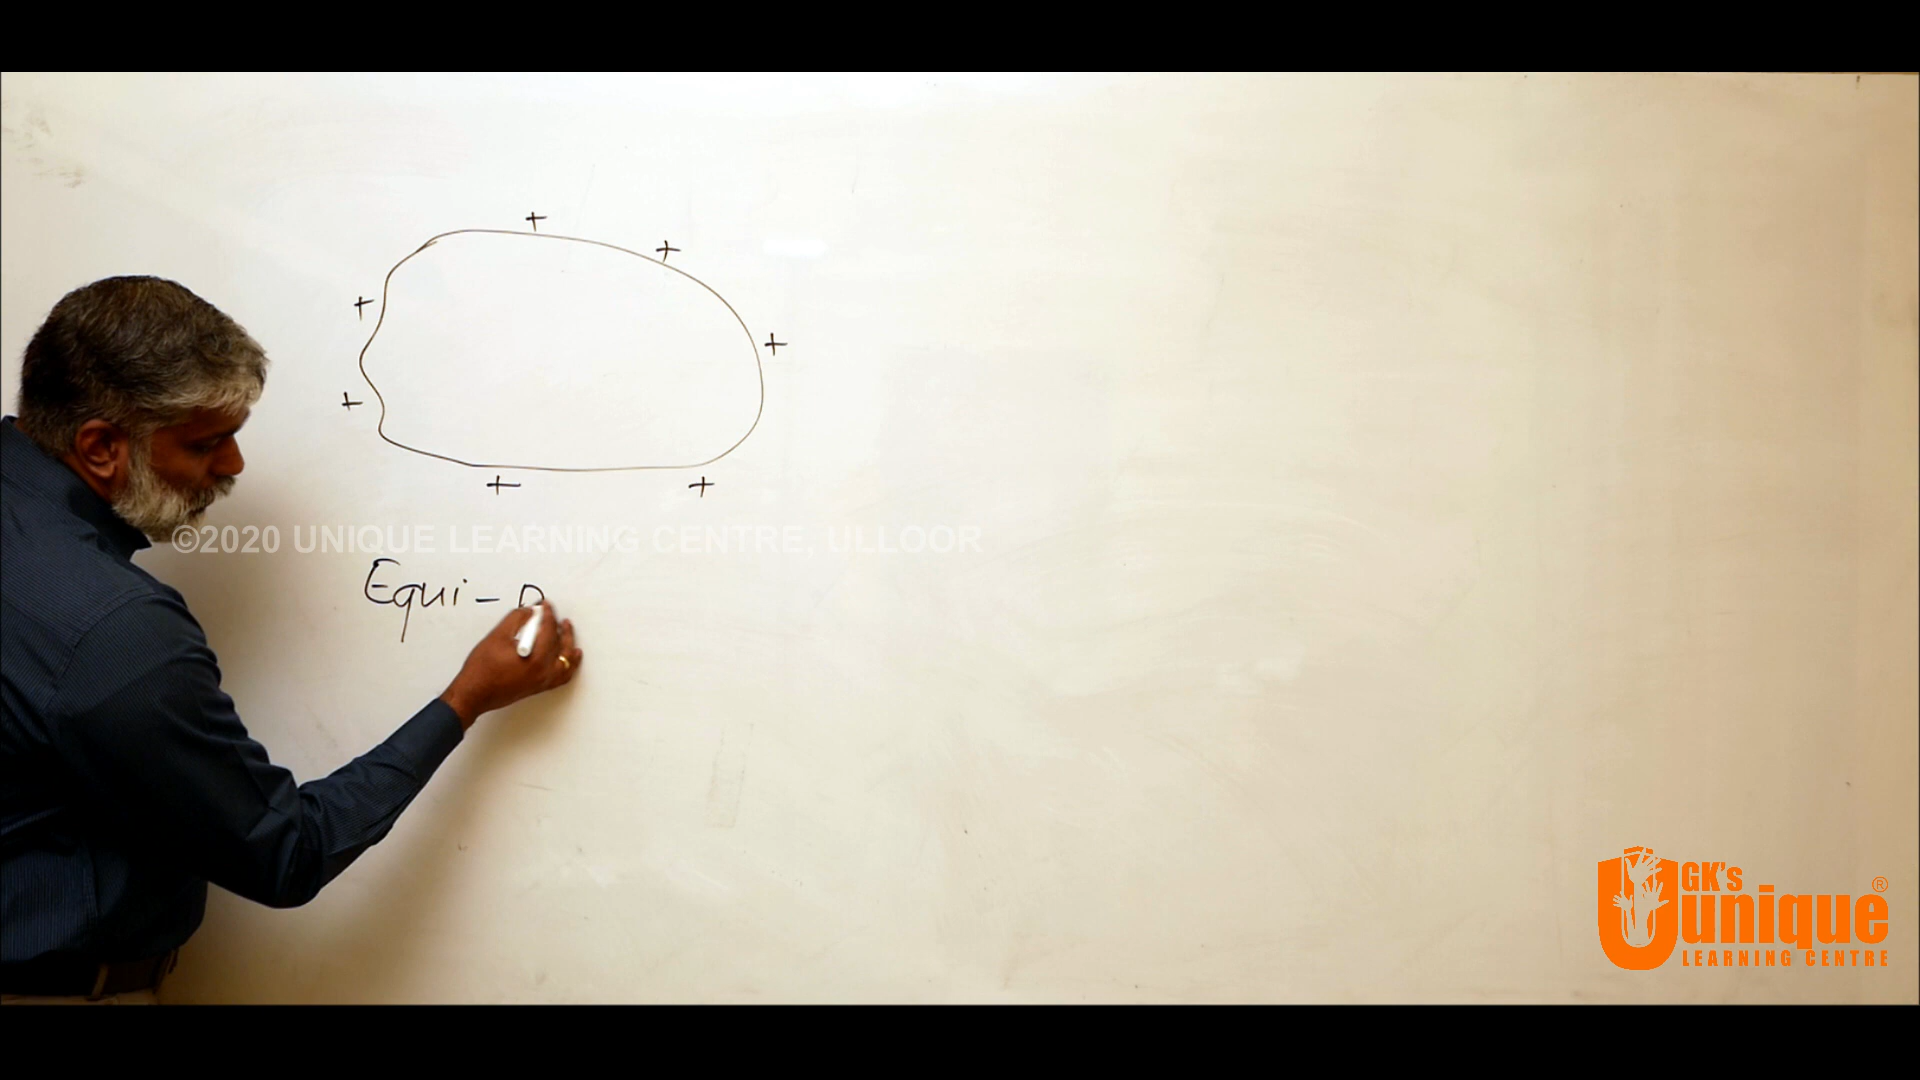 +
+
+
+
+
+
+
©2020 UNIQUE LEARNING CENTRE, ULLOOR
Equi - p
GK's
unique®
LEARNING CENTRE